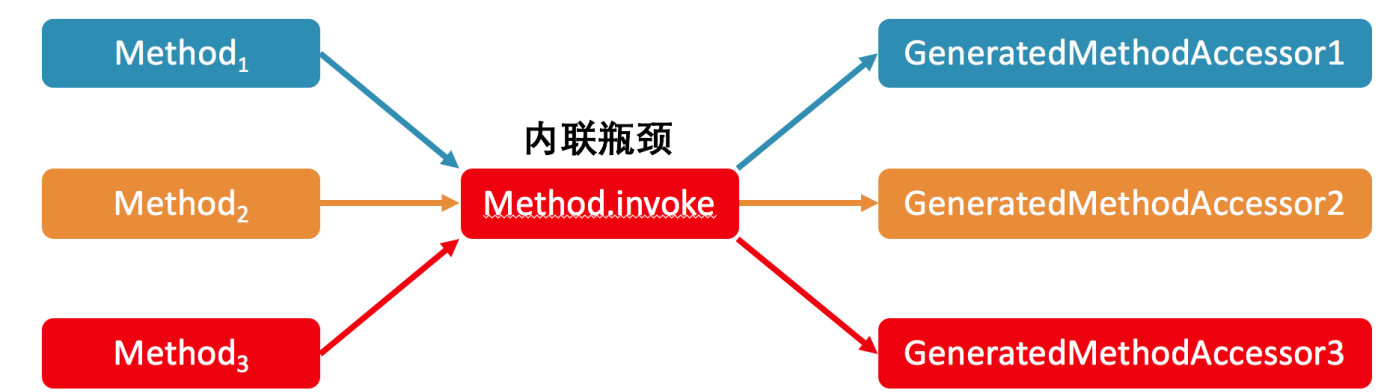 Method₁
GeneratedMethodAccessor1
内联瓶颈
Method₂
Method.invoke
GeneratedMethodAccessor2
Method₃
GeneratedMethodAccessor3